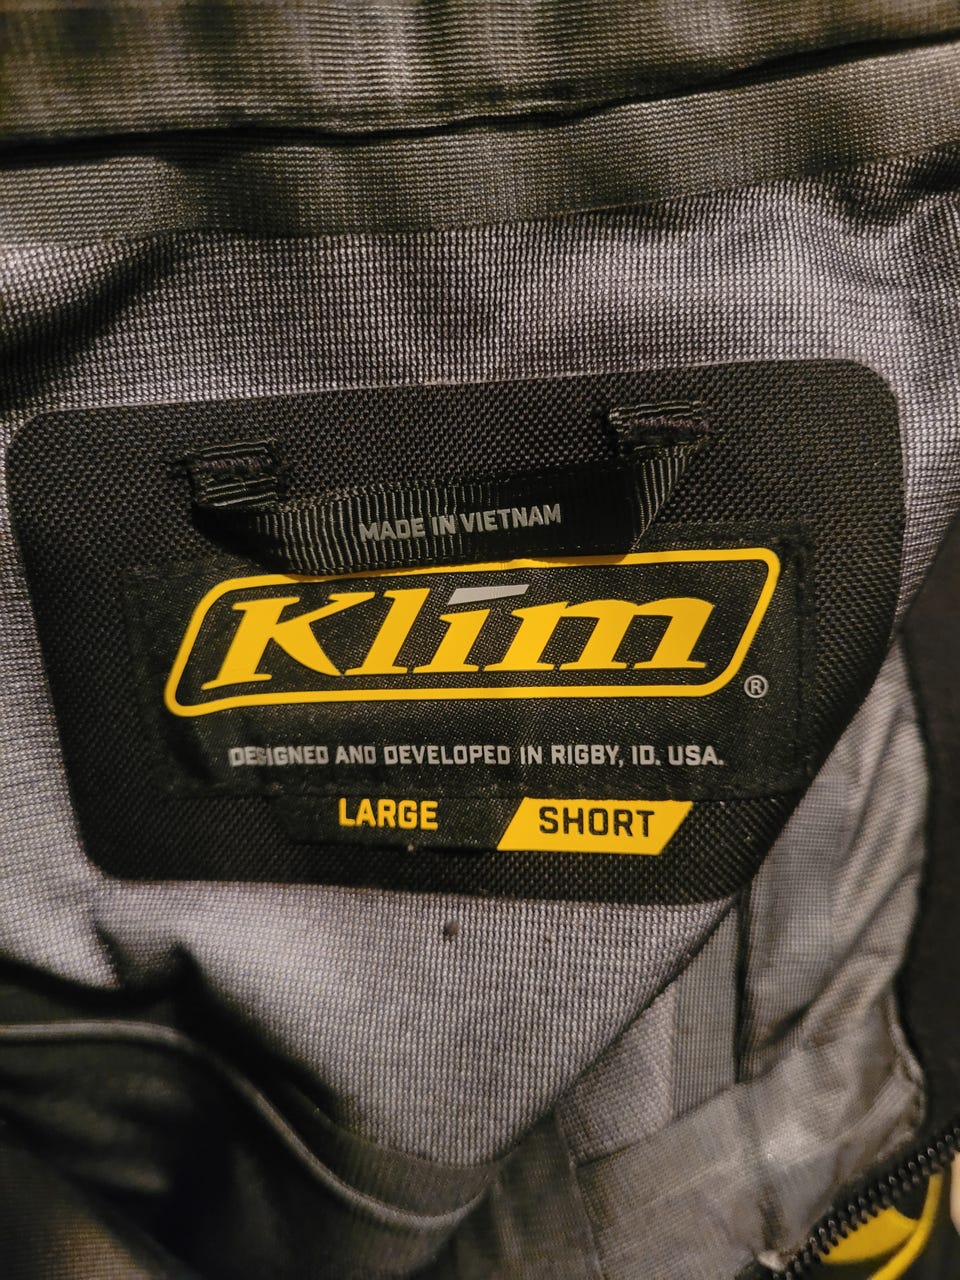 MADE IN VIETNAM
Klim
®
DESIGNED AND DEVELOPED IN RIGBY, ID. USA.
LARGE SHORT